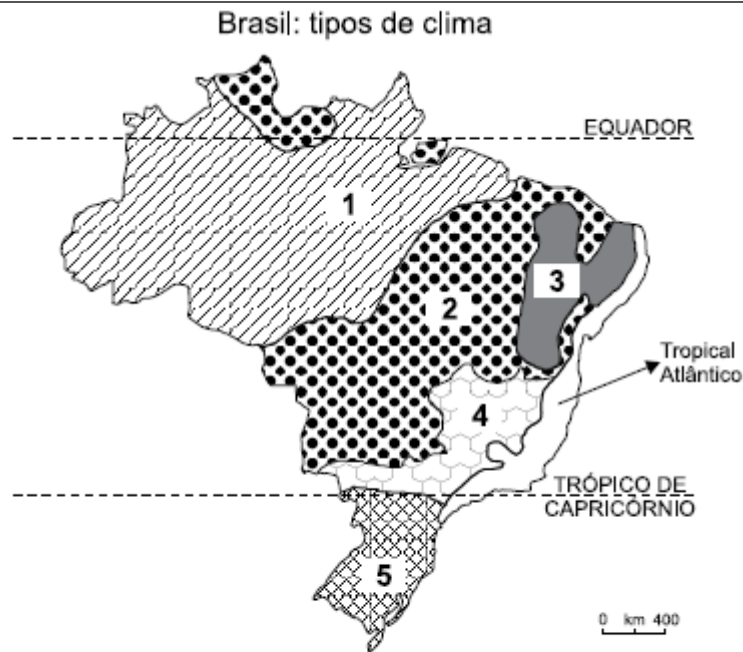 Brasil: tipos de clima
EQUADOR
1
3
2
Tropical
Atlântico
4
TRÓPICO DE
CAPRICÓRNIO
5
0 km 400